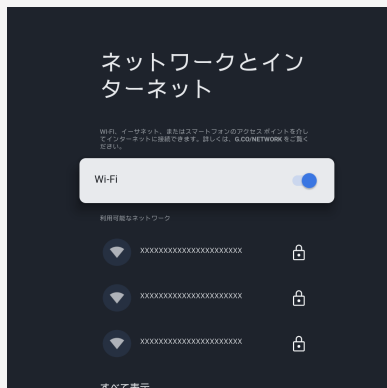 ネットワークとイン
ターネット
WI-FI、イーサネット、またはスマートフォンのアクセス ポイントを介し
てインターネットに接続できます。詳しくは、G.CO/NETWORK をご覧く
ださい。
Wi-Fi
利用可能なネットワーク
XXXXXXXXXXXXXXXXXXXXXX
XXXXXXXXXXXXXXXXXXXXXX
XXXXXXXXXXXXXXXXXXXXXX
すべて表示